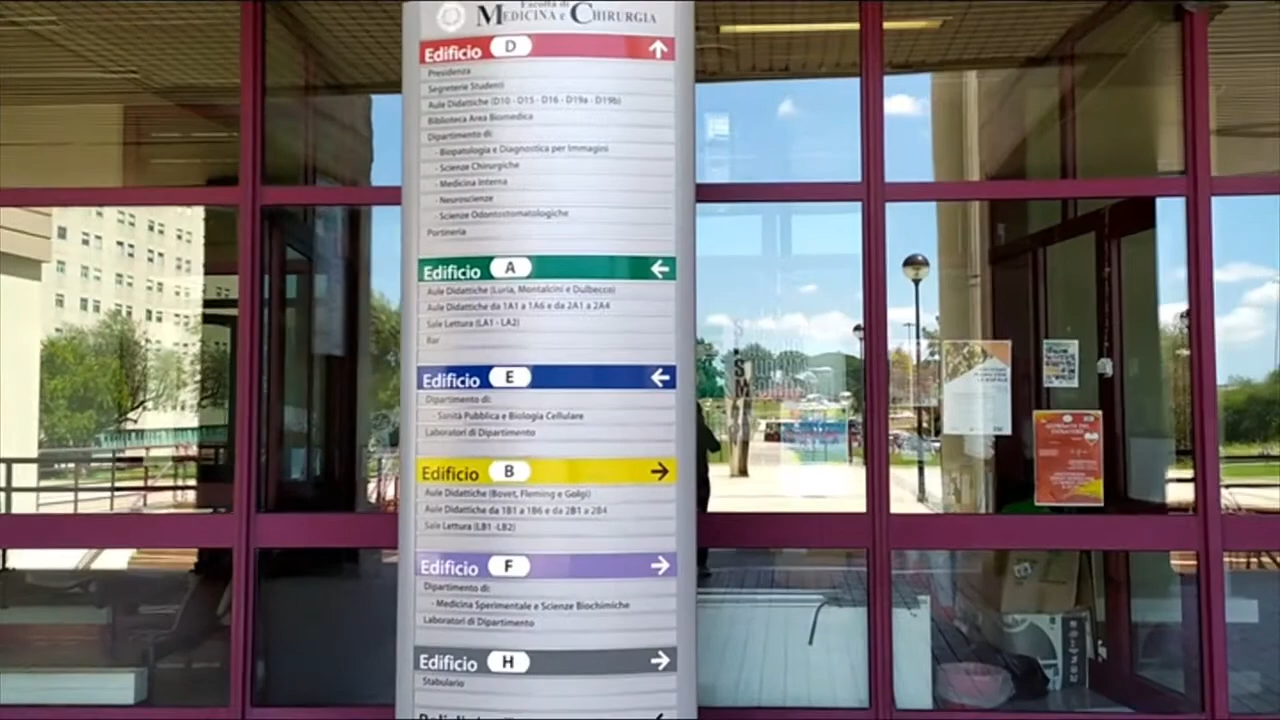 Facoltà di
MEDICINA e CHIRURGIA
Edificio D
Presidenza
Segreterie Studenti
Aule Didattiche (D10 - D15 - D16 - D19a - D19b)
Biblioteca Area Biomedica
Dipartimento di:
- Biopatologia e Diagnostica per Immagini
- Scienze Chirurgiche
- Medicina Interna
- Neuroscienze
- Scienze Odontostomatologiche
Portineria
Edificio A
Aule Didattiche (Luria, Montalcini e Dulbecco)
Aule Didattiche da 1A1 a 1A6 e da 2A1 a 2A4
Sale Lettura (LA1 - LA2)
Bar
Edificio E
Dipartimento di:
- Sanità Pubblica e Biologia Cellulare
Laboratori di Dipartimento
Edificio B
Aule Didattiche (Bovet, Fleming e Golgi)
Aule Didattiche da 1B1 a 1B6 e da 2B1 a 2B4
Sale Lettura (LB1 -LB2)
Edificio F
Dipartimento di:
- Medicina Sperimentale e Scienze Biochimiche
Laboratori di Dipartimento
Edificio H
Stabulario